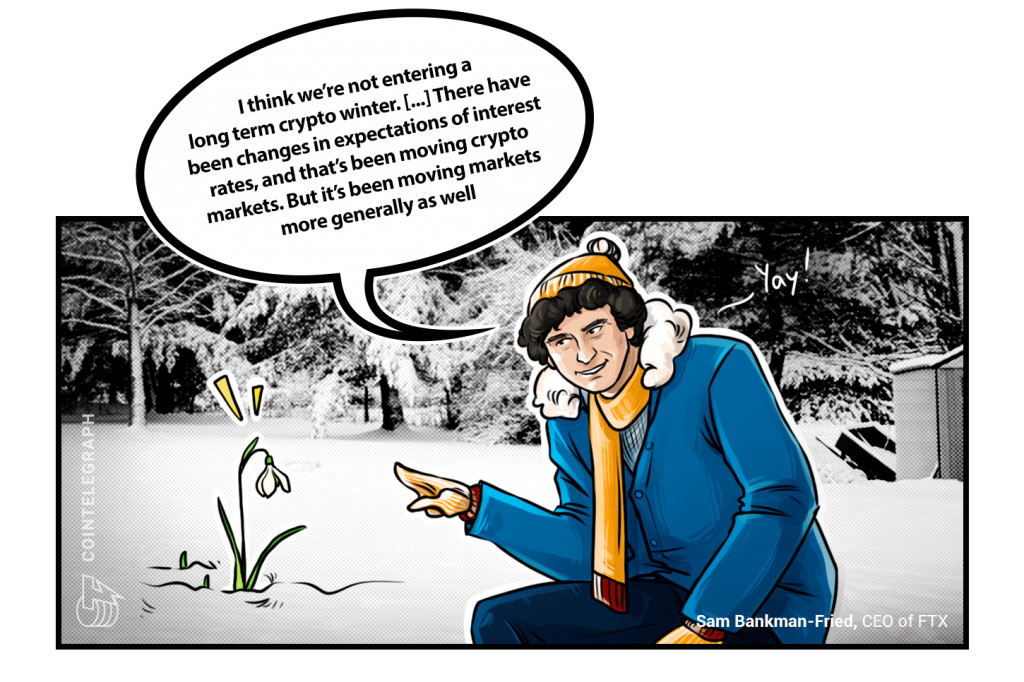 I think we're not entering a
long term crypto winter. [...] There have
been changes in expectations of interest
rates, and that's been moving crypto
markets. But it's been moving markets
more generally as well
Yay!
COINTELEGRAPH
Sam Bankman-Fried, CEO of FTX